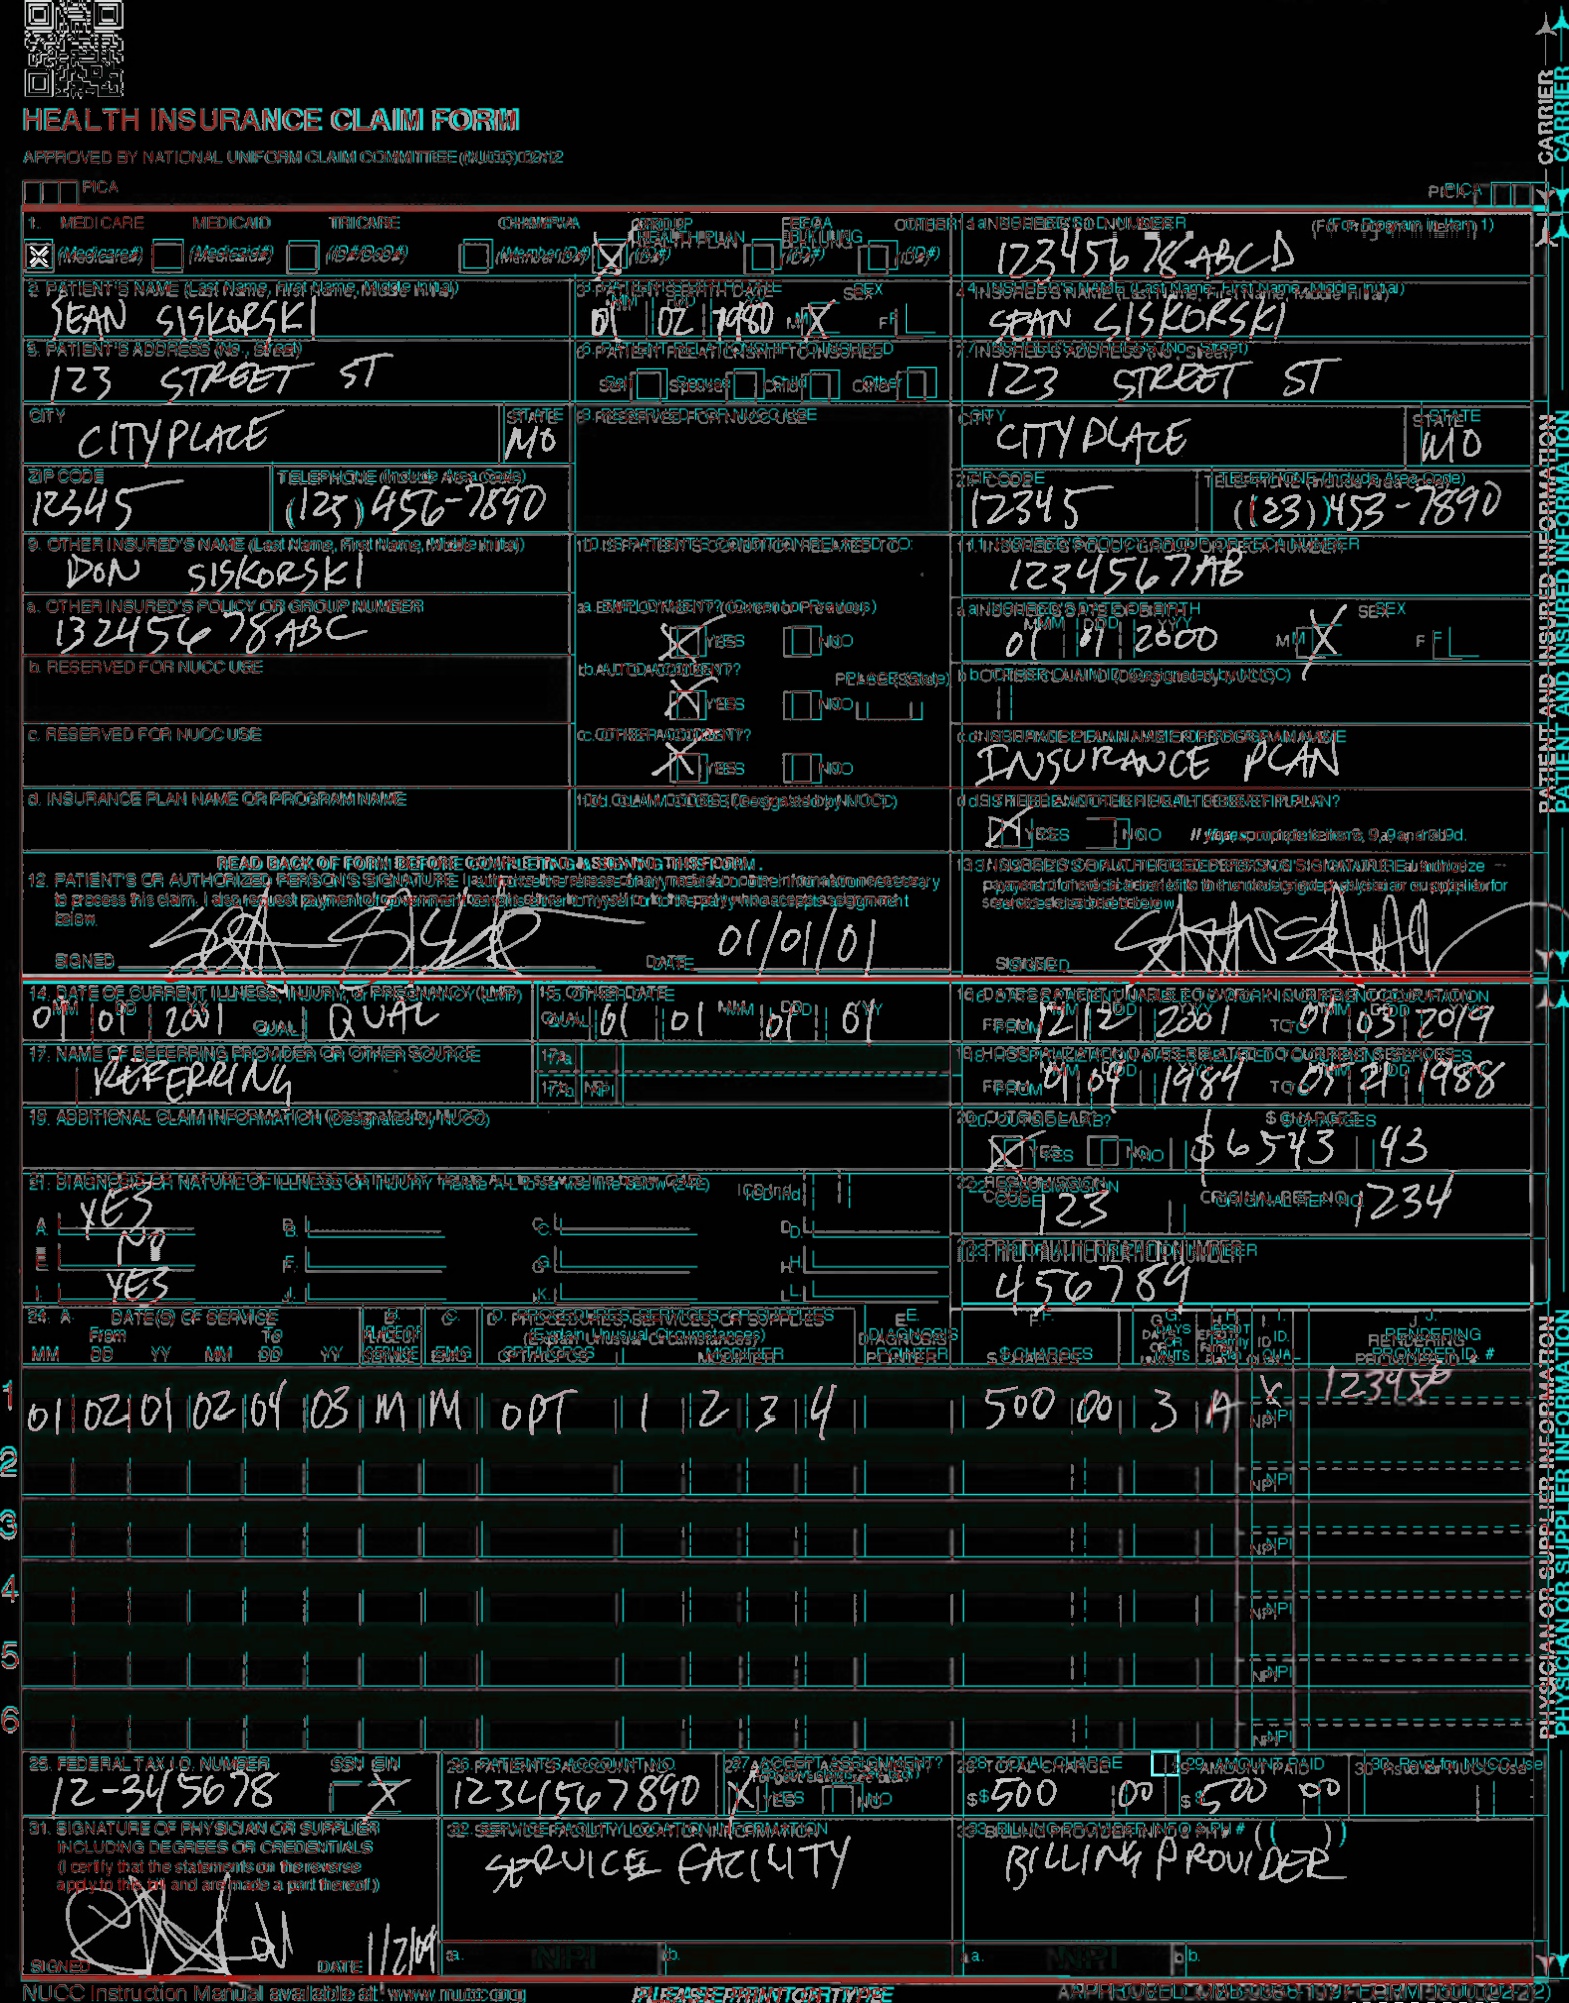 HEALTH INSURANCE CLAIM FORM
APPROVED BY NATIONAL UNIFORM CLAIM COMMITTEE (NUCC) 02/12
PICA PICA
CARRIER
1. MEDICARE MEDICAID TRICARE CHAMPVA GROUP HEALTH PLAN FECA BLK LUNG OTHER
(Medicare#) (Medicaid#) (ID#/DoD#) (Member ID#) (ID#) (ID#) (ID#)
1a. INSURED'S I.D. NUMBER (For Program in Item 1)
12345678ABCD
2. PATIENT'S NAME (Last Name, First Name, Middle Initial)
SEAN SISKORSKI
3. PATIENT'S BIRTH DATE SEX
MM DD YY
01 02 1980 M X F
4. INSURED'S NAME (Last Name, First Name, Middle Initial)
SEAN SISKORSKI
5. PATIENT'S ADDRESS (No., Street)
123 STREET ST
6. PATIENT RELATIONSHIP TO INSURED
Self Spouse Child Other
7. INSURED'S ADDRESS (No., Street)
123 STREET ST
CITY STATE
CITYPLACE MO
8. RESERVED FOR NUCC USE
CITY STATE
CITYPLACE MO
ZIP CODE TELEPHONE (Include Area Code)
12345 (123) 456-7890
ZIP CODE TELEPHONE (Include Area Code)
12345 (123) 453-7890
9. OTHER INSURED'S NAME (Last Name, First Name, Middle Initial)
DON SISKORSKI
10. IS PATIENT'S CONDITION RELATED TO:
11. INSURED'S POLICY GROUP OR FECA NUMBER
1234567AB
a. OTHER INSURED'S POLICY OR GROUP NUMBER
13245678ABC
a. EMPLOYMENT? (Current or Previous)
YES NO
a. INSURED'S DATE OF BIRTH SEX
MM DD YY
01 01 2000 M X F
b. RESERVED FOR NUCC USE
b. AUTO ACCIDENT? PLACE (State)
YES NO
b. OTHER CLAIM ID (Designated by NUCC)
c. RESERVED FOR NUCC USE
c. OTHER ACCIDENT?
YES NO
c. INSURANCE PLAN NAME OR PROGRAM NAME
INSURANCE PLAN
d. INSURANCE PLAN NAME OR PROGRAM NAME
10d. CLAIM CODES (Designated by NUCC)
d. IS THERE ANOTHER HEALTH BENEFIT PLAN?
YES NO If yes, complete items 9, 9a and 9d.
PATIENT AND INSURED INFORMATION
READ BACK OF FORM BEFORE COMPLETING & SIGNING THIS FORM.
12. PATIENT'S OR AUTHORIZED PERSON'S SIGNATURE I authorize the release of any medical or other information necessary
to process this claim. I also request payment of government benefits either to myself or to the party who accepts assignment
below.
SIGNED DATE 01/01/01
13. INSURED'S OR AUTHORIZED PERSON'S SIGNATURE I authorize
payment of medical benefits to the undersigned physician or supplier for
services described below.
SIGNED
14. DATE OF CURRENT ILLNESS, INJURY, or PREGNANCY (LMP)
MM DD YY
01 01 2001 QUAL. QUAL
15. OTHER DATE
MM DD YY
QUAL. 01 01 01 01
16. DATES PATIENT UNABLE TO WORK IN CURRENT OCCUPATION
MM DD YY MM DD YY
FROM 12 12 2001 TO 01 03 2019
17. NAME OF REFERRING PROVIDER OR OTHER SOURCE
REFERRING
17a.
17b. NPI
18. HOSPITALIZATION DATES RELATED TO CURRENT SERVICES
MM DD YY MM DD YY
FROM 01 09 1984 TO 05 21 1988
19. ADDITIONAL CLAIM INFORMATION (Designated by NUCC)
20. OUTSIDE LAB? $ CHARGES
YES NO $6543 43
21. DIAGNOSIS OR NATURE OF ILLNESS OR INJURY Relate A-L to service line below (24E) ICD Ind.
A. YES B. C. D.
E. NO F. G. H.
I. YES J. K. L.
22. RESUBMISSION CODE ORIGINAL REF. NO.
123 1234
23. PRIOR AUTHORIZATION NUMBER
456789
24. A. DATE(S) OF SERVICE B. C. D. PROCEDURES, SERVICES, OR SUPPLIES E. F. G. H. I. J.
From To PLACE OF (Explain Unusual Circumstances) DIAGNOSIS DAYS OR UNITS EPSDT Family Plan ID. QUAL. RENDERING
MM DD YY MM DD YY SERVICE EMG CPT/HCPCS MODIFIER POINTER $ CHARGES PROVIDER ID. #
1 01 02 01 02 04 03 M M OPT 1 2 3 4 500 00 3 A X NPI
2 NPI
3 NPI
4 NPI
5 NPI
6 NPI
PHYSICIAN OR SUPPLIER INFORMATION
25. FEDERAL TAX I.D. NUMBER SSN EIN
12-345678 X
26. PATIENT'S ACCOUNT NO.
1234567890
27. ACCEPT ASSIGNMENT?
X YES NO
28. TOTAL CHARGE
$ 500 00
29. AMOUNT PAID
$ 500 00
30. Rsvd for NUCC Use
31. SIGNATURE OF PHYSICIAN OR SUPPLIER
INCLUDING DEGREES OR CREDENTIALS
(I certify that the statements on the reverse
apply to this bill and are made a part thereof.)
SIGNED DATE 1/2/09
32. SERVICE FACILITY LOCATION INFORMATION
SERVICE FACILITY
a. NPI b.
33. BILLING PROVIDER INFO & PH # ( )
BILLING PROVIDER
a. NPI b.
NUCC Instruction Manual available at: www.nucc.org
PLEASE PRINT OR TYPE